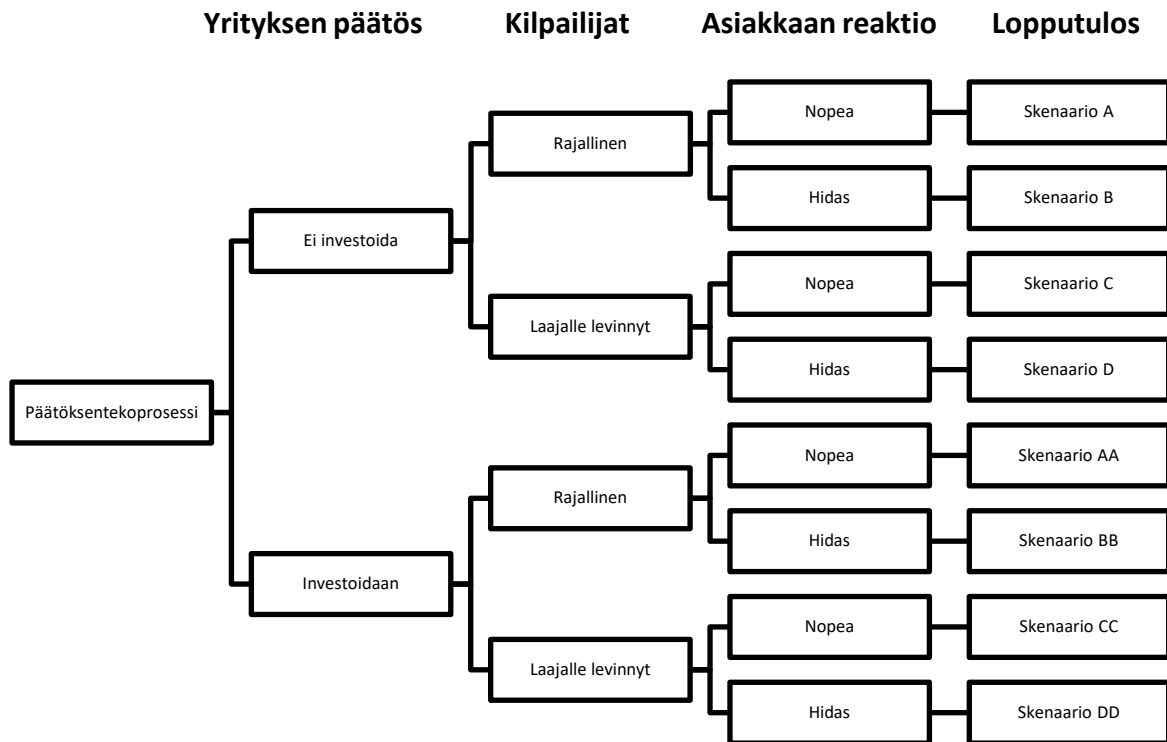 Yrityksen päätös Kilpailijat Asiakkaan reaktio Lopputulos
Nopea Skenaario A
Rajallinen
Hidas Skenaario B
Ei investoida
Nopea Skenaario C
Laajalle levinnyt
Hidas Skenaario D
Päätöksentekoprosessi
Nopea Skenaario AA
Rajallinen
Hidas Skenaario BB
Investoidaan
Nopea Skenaario CC
Laajalle levinnyt
Hidas Skenaario DD